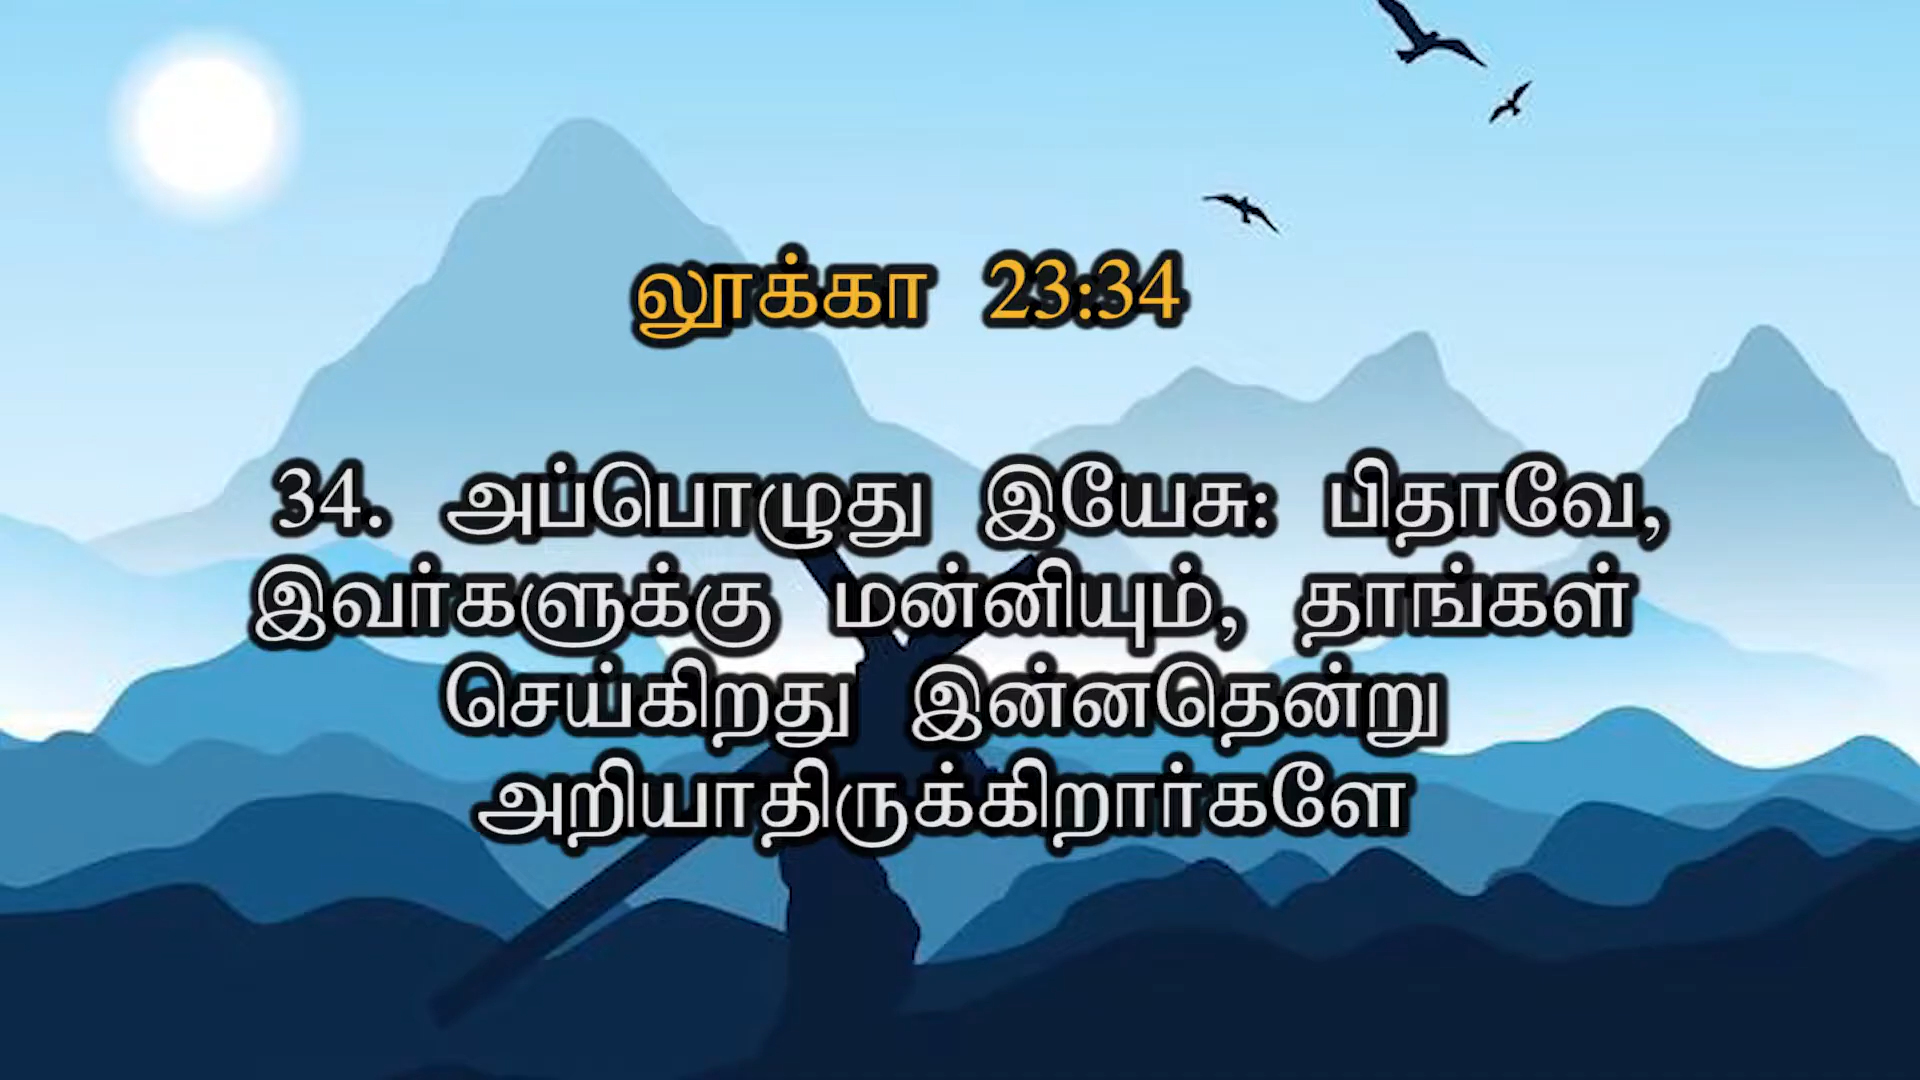 லூக்கா 23:34
34. அப்பொழுது இயேசு: பிதாவே,
இவர்களுக்கு மன்னியும், தாங்கள்
செய்கிறது இன்னதென்று
அறியாதிருக்கிறார்களே